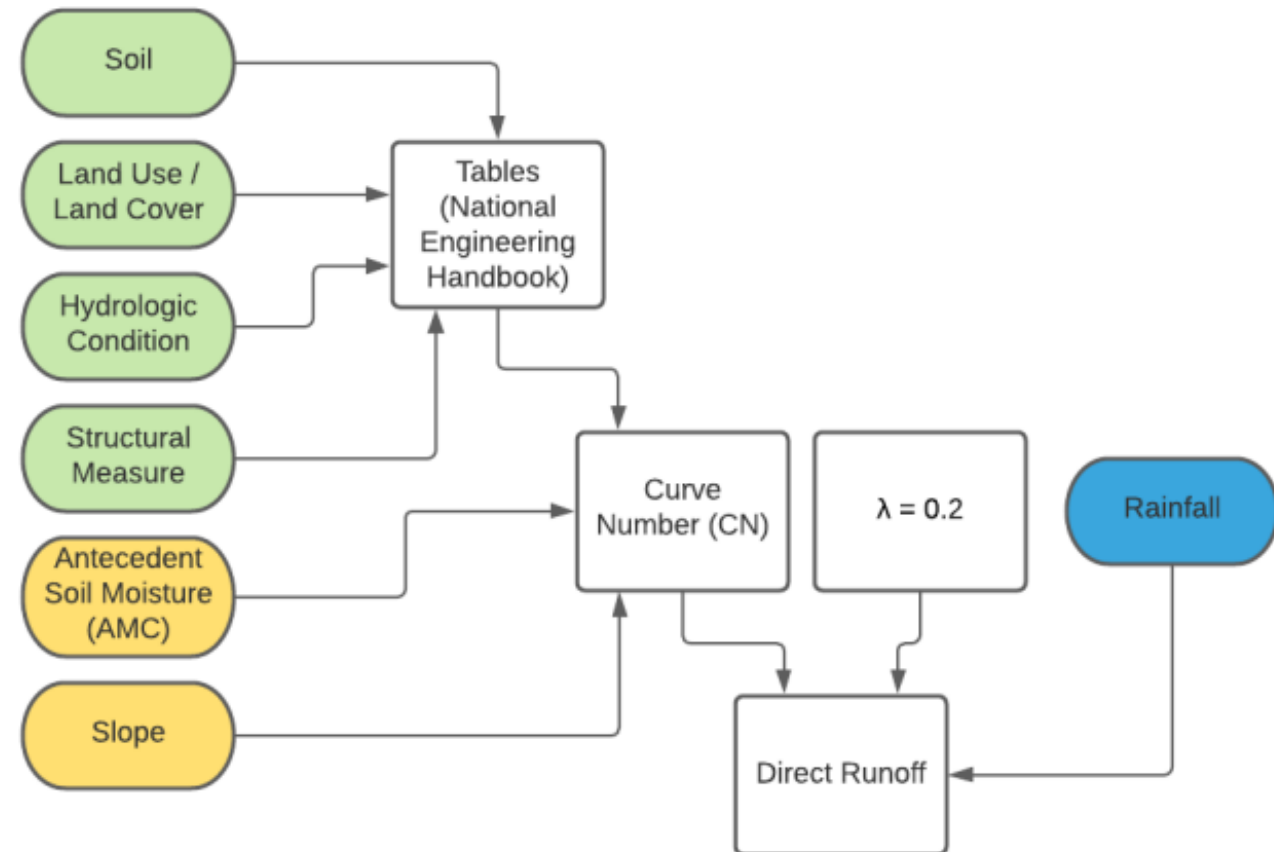 Soil
Land Use /
Land Cover
Hydrologic
Condition
Structural
Measure
Antecedent
Soil Moisture
(AMC)
Slope
Tables
(National
Engineering
Handbook)
Curve
Number (CN)
λ = 0.2
Rainfall
Direct Runoff